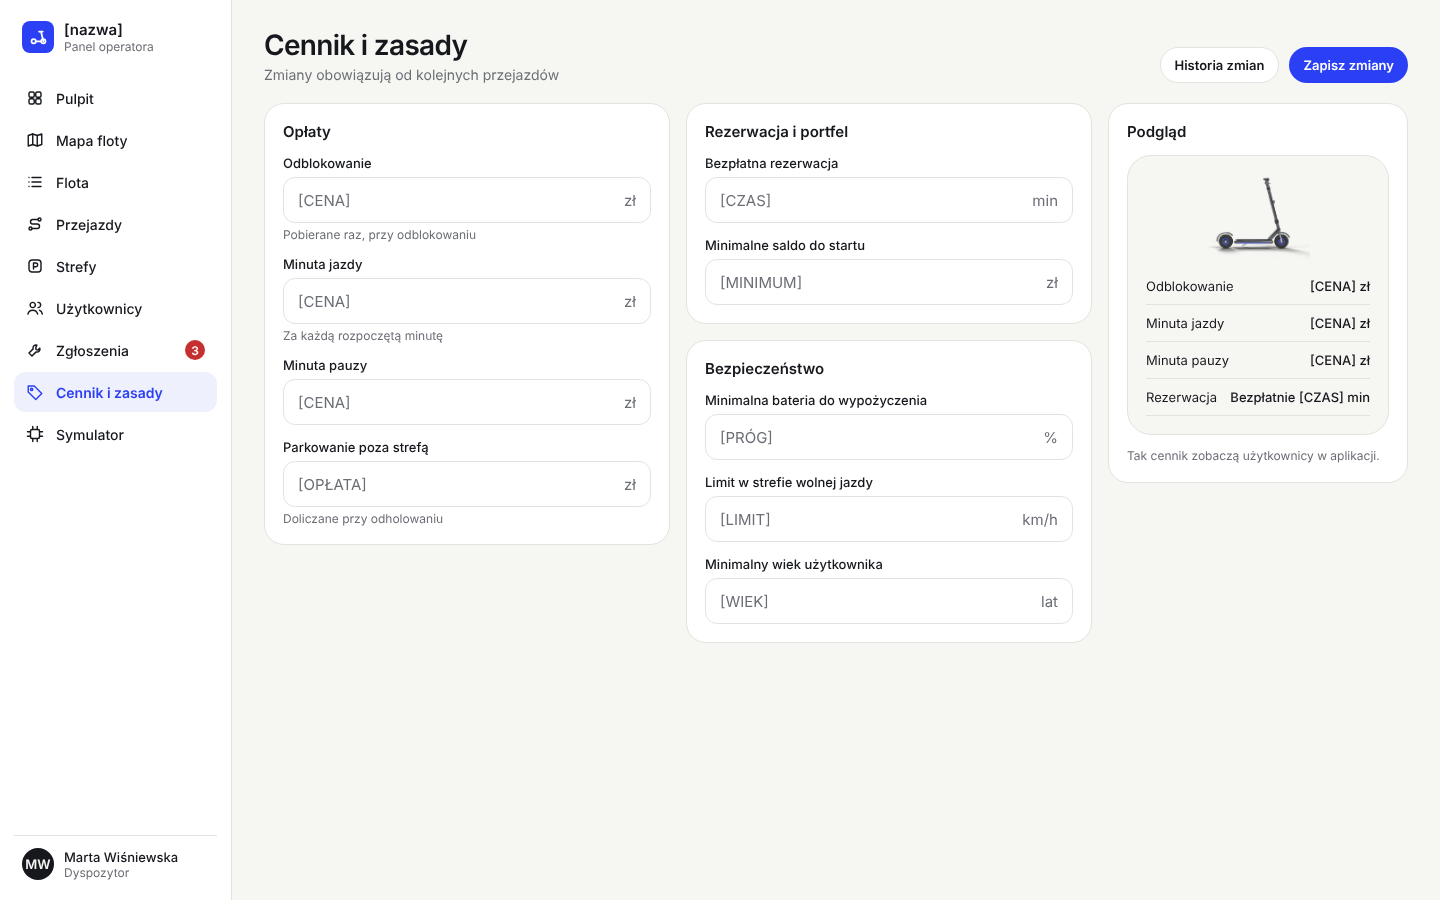 [nazwa]
Panel operatora
Pulpit
Mapa floty
Flota
Przejazdy
Strefy
Użytkownicy
Zgłoszenia 3
Cennik i zasady
Symulator
MW
Marta Wiśniewska
Dyspozytor
Cennik i zasady
Zmiany obowiązują od kolejnych przejazdów
Historia zmian
Zapisz zmiany
Opłaty
Odblokowanie
[CENA] zł
Pobierane raz, przy odblokowaniu
Minuta jazdy
[CENA] zł
Za każdą rozpoczętą minutę
Minuta pauzy
[CENA] zł
Parkowanie poza strefą
[OPŁATA] zł
Doliczane przy odholowaniu
Rezerwacja i portfel
Bezpłatna rezerwacja
[CZAS] min
Minimalne saldo do startu
[MINIMUM] zł
Bezpieczeństwo
Minimalna bateria do wypożyczenia
[PRÓG] %
Limit w strefie wolnej jazdy
[LIMIT] km/h
Minimalny wiek użytkownika
[WIEK] lat
Podgląd
Odblokowanie [CENA] zł
Minuta jazdy [CENA] zł
Minuta pauzy [CENA] zł
Rezerwacja Bezpłatnie [CZAS] min
Tak cennik zobaczą użytkownicy w aplikacji.